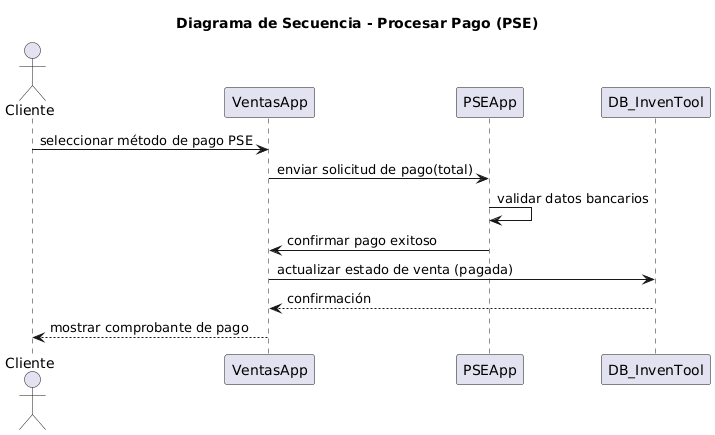 Diagrama de Secuencia - Procesar Pago (PSE)
Cliente
VentasApp
PSEApp
DB_InvenTool
seleccionar método de pago PSE
enviar solicitud de pago(total)
validar datos bancarios
confirmar pago exitoso
actualizar estado de venta (pagada)
confirmación
mostrar comprobante de pago
Cliente
VentasApp
PSEApp
DB_InvenTool